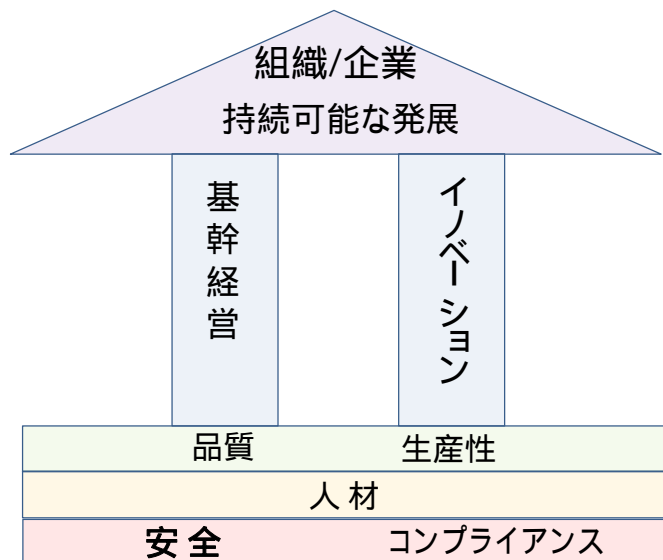 組織/企業
持続可能な発展
基幹経営
イノベーション
品質 生産性
人材
安全 コンプライアンス